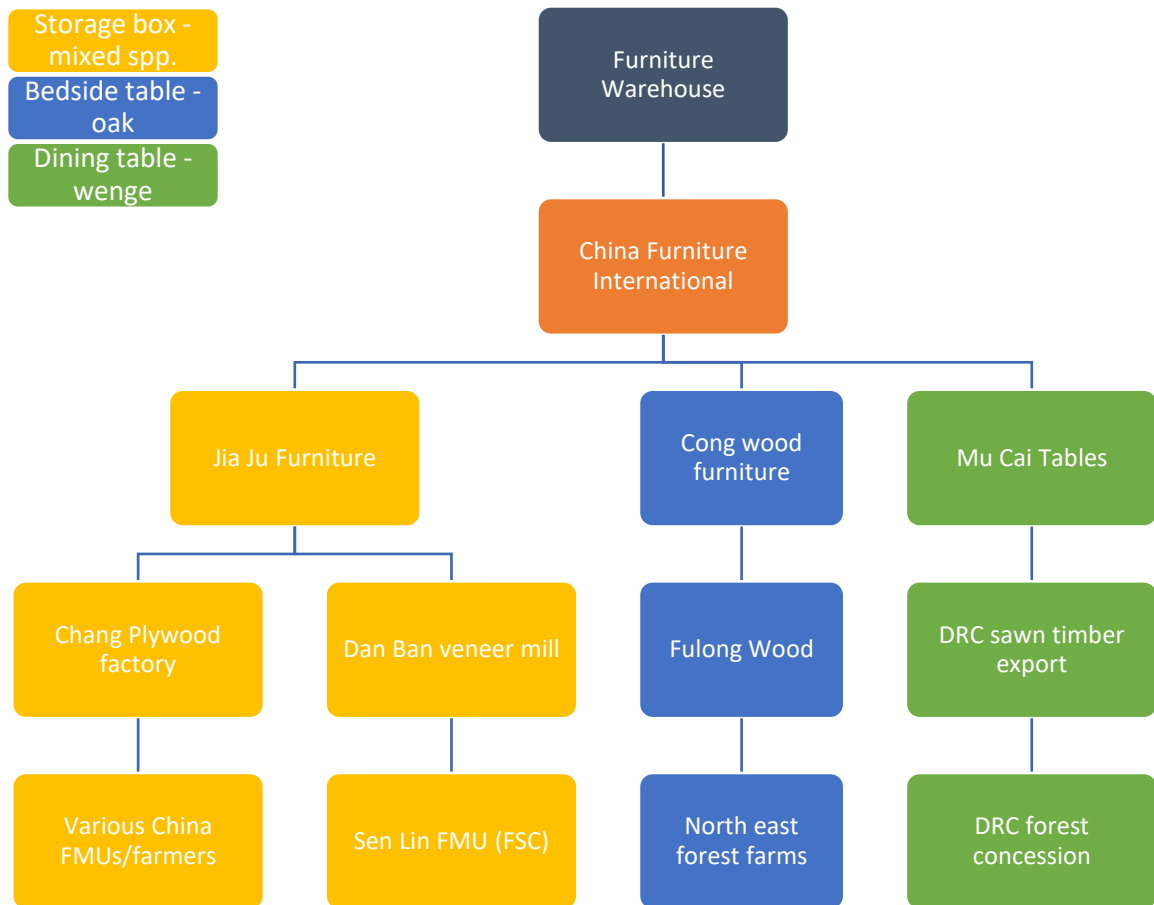 Storage box -
mixed spp.
Bedside table -
oak
Dining table -
wenge
Furniture
Warehouse
China Furniture
International
Jia Ju Furniture
Cong wood
furniture
Mu Cai Tables
Chang Plywood
factory
Dan Ban veneer mill
Fulong Wood
DRC sawn timber
export
Various China
FMUs/farmers
Sen Lin FMU (FSC)
North east
forest farms
DRC forest
concession